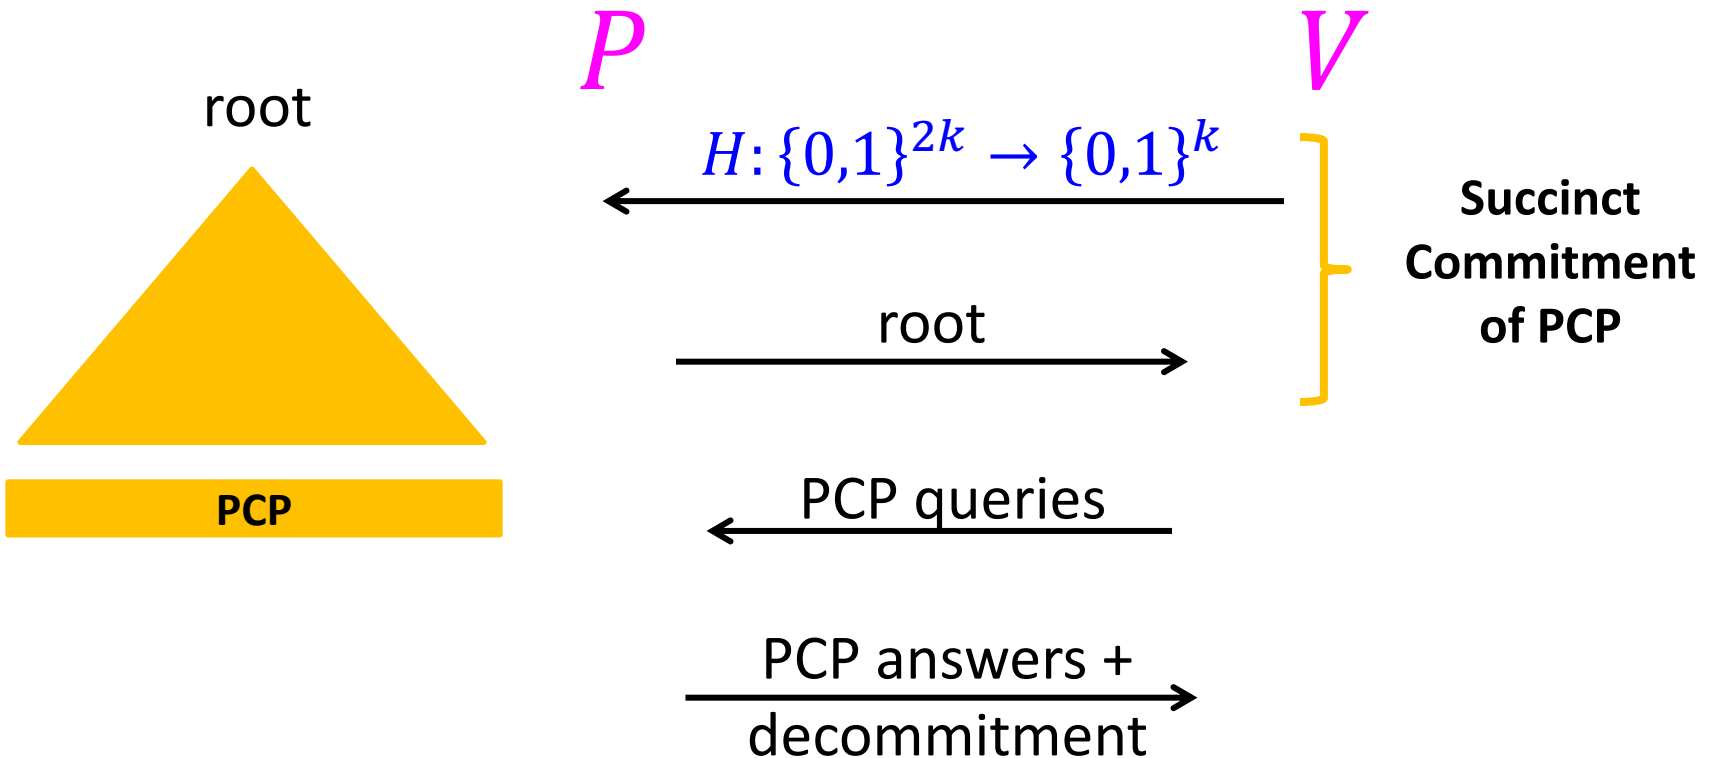 P
V
root
H: {0,1}^{2k} → {0,1}^k
Succinct
Commitment
of PCP
root
PCP queries
PCP
PCP answers +
decommitment